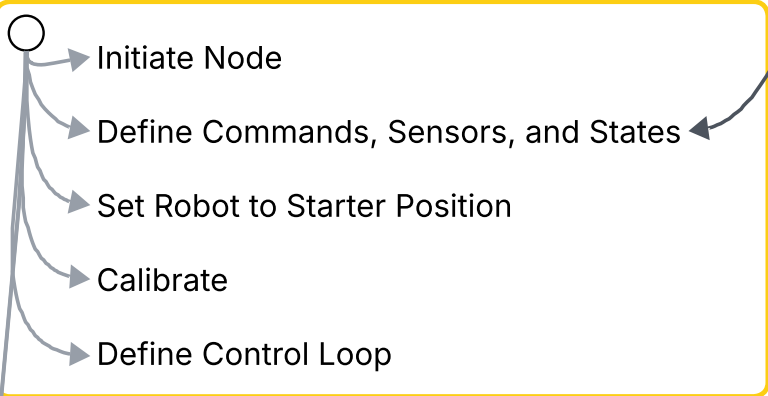 Initiate Node
Define Commands, Sensors, and States
Set Robot to Starter Position
Calibrate
Define Control Loop